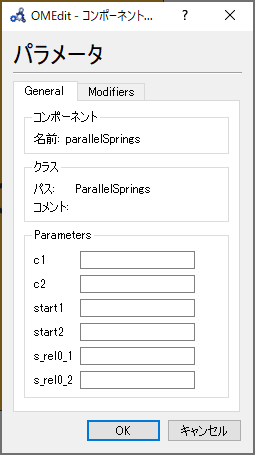 OMEdit - コンポーネント... ?
パラメータ
General Modifiers
コンポーネント
名前: parallelSprings
クラス
パス: ParallelSprings
コメント:
Parameters
c1
c2
start1
start2
s_rel0_1
s_rel0_2
OK キャンセル